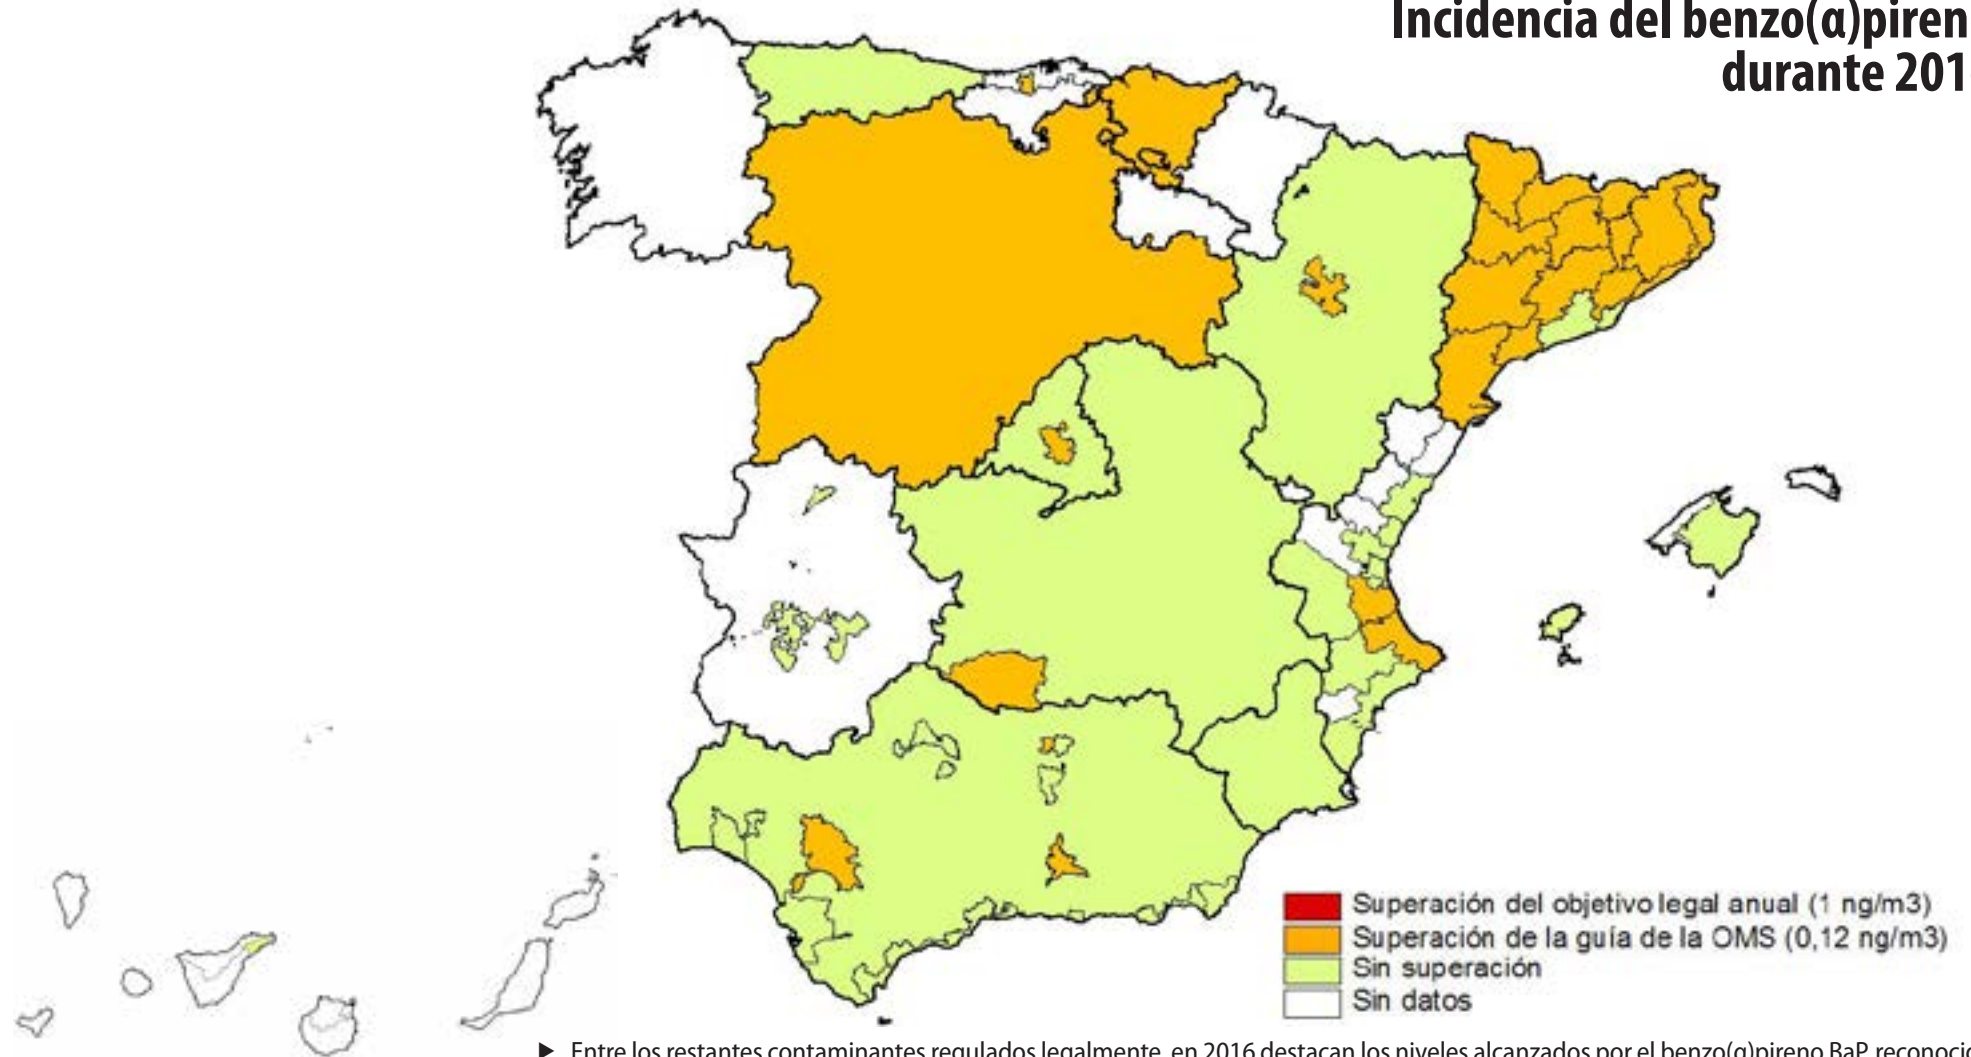 Incidencia del benzo(α)piren
durante 201
Superación del objetivo legal anual (1 ng/m3)
Superación de la guía de la OMS (0,12 ng/m3)
Sin superación
Sin datos
► Entre los restantes contaminantes regulados legalmente, en 2016 destacan los niveles alcanzados por el benzo(α)pireno BaP, reconocid